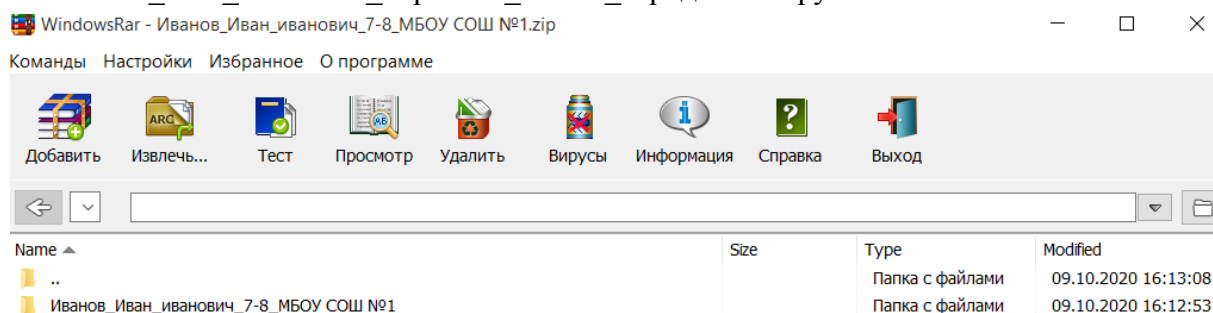 WindowsRar - Иванов_Иван_иванович_7-8_МБОУ СОШ №1.zip
Команды Настройки Избранное О программе
Добавить Извлечь... Тест Просмотр Удалить Вирусы Информация Справка Выход
Name Size Type Modified
.. Папка с файлами 09.10.2020 16:13:08
Иванов_Иван_иванович_7-8_МБОУ СОШ №1 Папка с файлами 09.10.2020 16:12:53